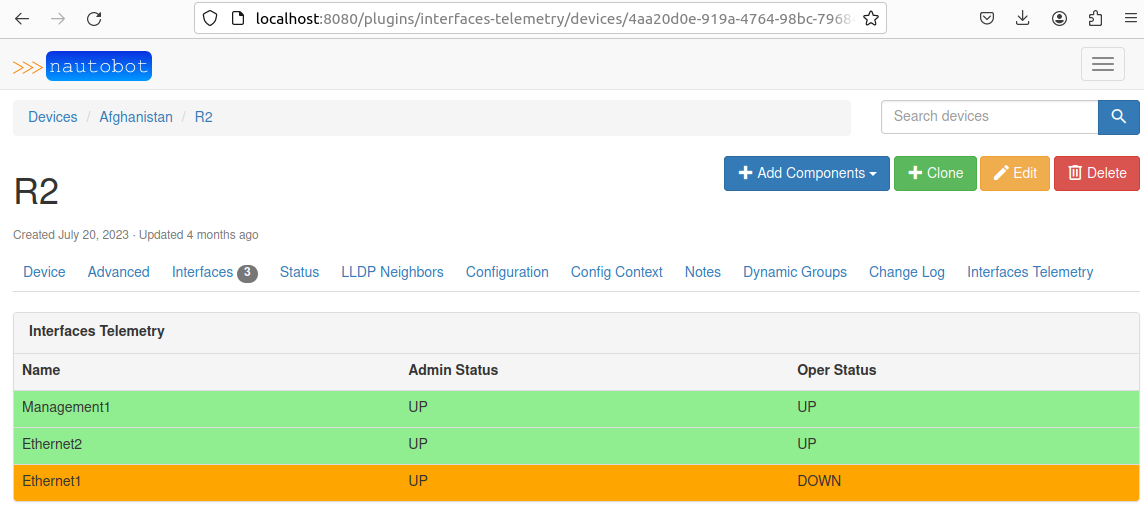 localhost:8080/plugins/interfaces-telemetry/devices/4aa20d0e-919a-4764-98bc-7968
>>> nautobot
Devices / Afghanistan / R2
Search devices
Add Components
Clone
Edit
Delete
R2
Created July 20, 2023 · Updated 4 months ago
Device Advanced Interfaces 3 Status LLDP Neighbors Configuration Config Context Notes Dynamic Groups Change Log Interfaces Telemetry
Interfaces Telemetry
Name Admin Status Oper Status
Management1 UP UP
Ethernet2 UP UP
Ethernet1 UP DOWN